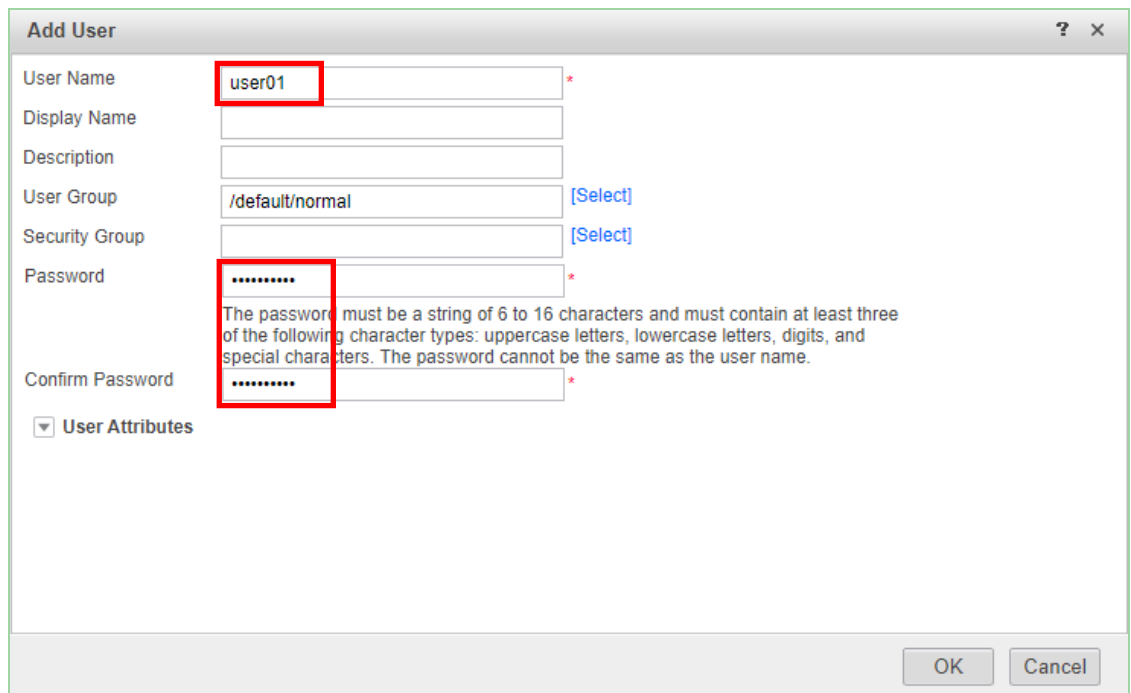 Add User ? ×
User Name user01 *
Display Name
Description
User Group /default/normal [Select]
Security Group [Select]
Password •••••••••• *
The password must be a string of 6 to 16 characters and must contain at least three
of the following character types: uppercase letters, lowercase letters, digits, and
special characters. The password cannot be the same as the user name.
Confirm Password •••••••••• *
User Attributes
OK Cancel